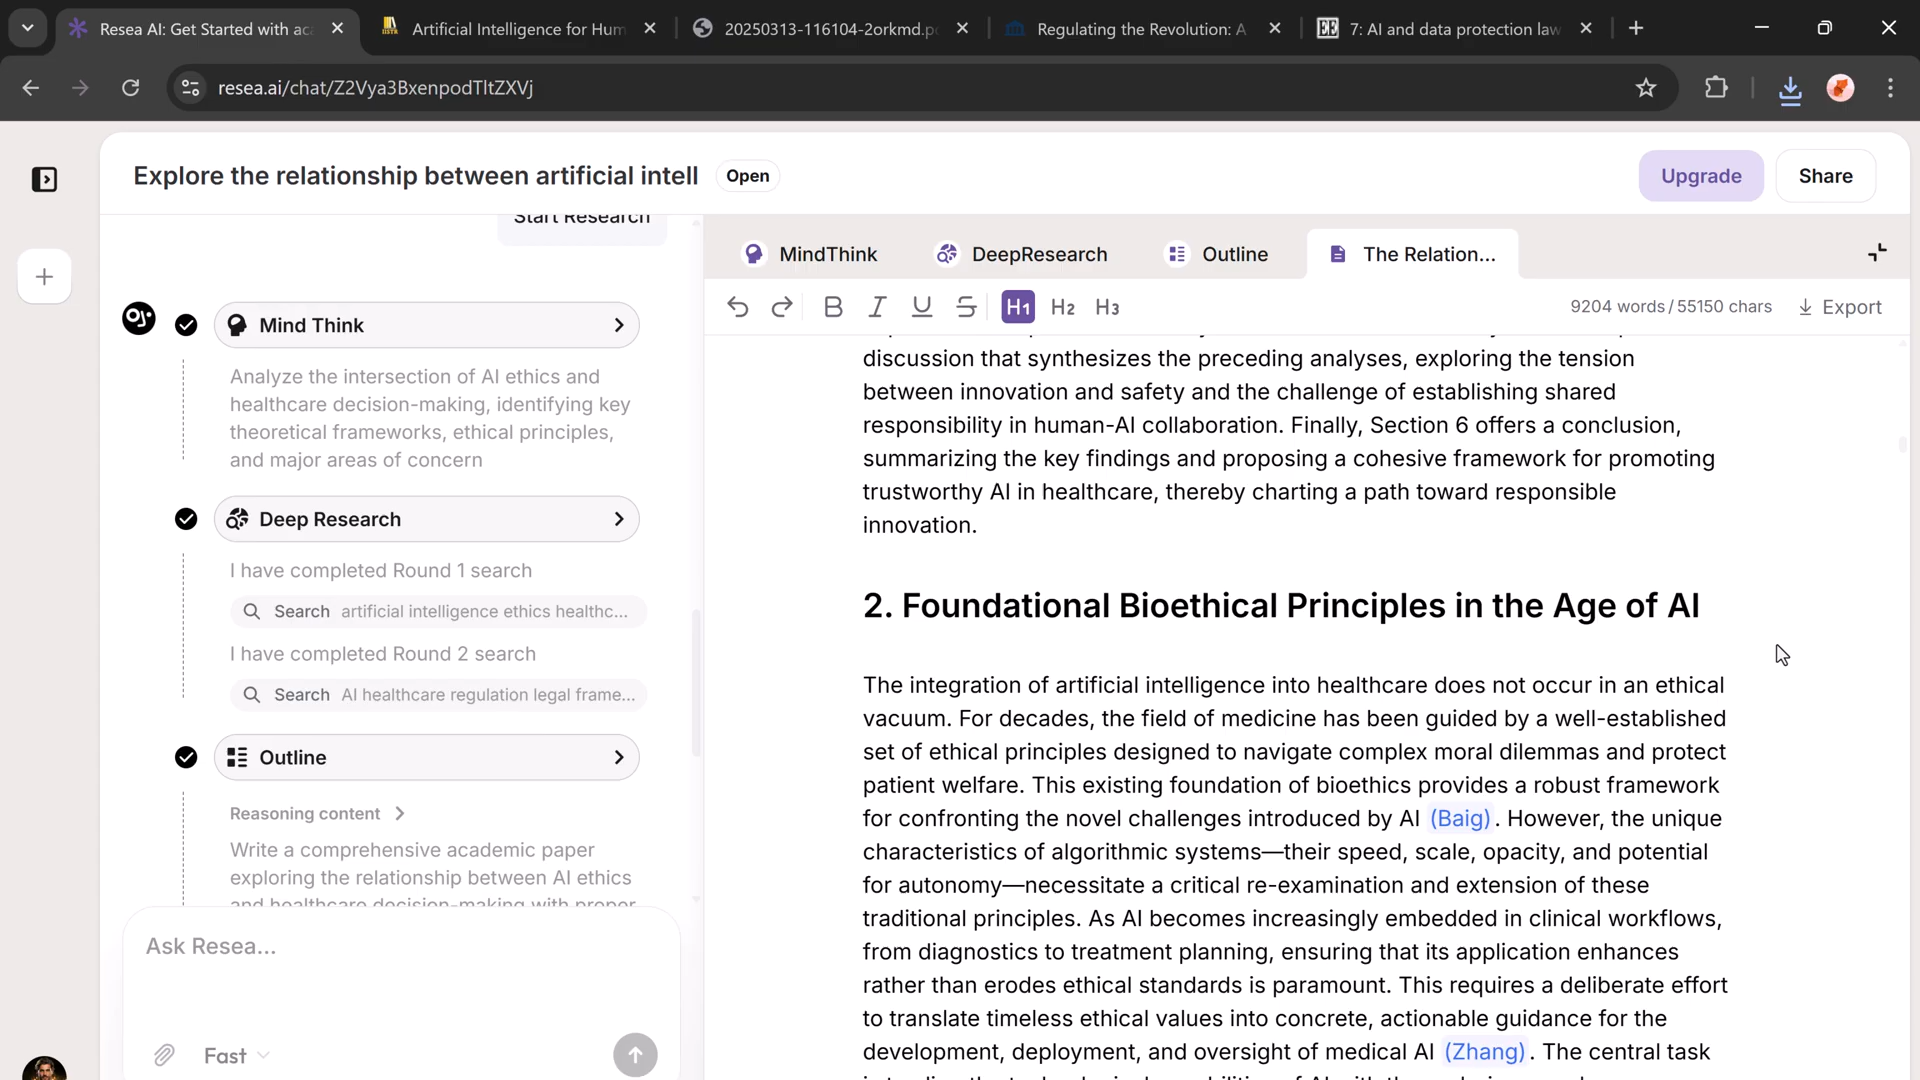 Resea AI: Get Started with aca
Artificial Intelligence for Hum
20250313-116104-2orkmd.pd
Regulating the Revolution: A
7: AI and data protection law
resea.ai/chat/Z2Vya3BxenpodTltZXVj
Explore the relationship between artificial intell
Open
Upgrade
Share
Start Research
Mind Think
Analyze the intersection of AI ethics and
healthcare decision-making, identifying key
theoretical frameworks, ethical principles,
and major areas of concern
Deep Research
I have completed Round 1 search
Search artificial intelligence ethics healthc...
I have completed Round 2 search
Search AI healthcare regulation legal frame...
Outline
Reasoning content
Write a comprehensive academic paper
exploring the relationship between AI ethics
and healthcare decision-making with proper
Ask Resea...
Fast
MindThink
DeepResearch
Outline
The Relation...
B I U S H1 H2 H3
9204 words/55150 chars
Export
discussion that synthesizes the preceding analyses, exploring the tension
between innovation and safety and the challenge of establishing shared
responsibility in human-AI collaboration. Finally, Section 6 offers a conclusion,
summarizing the key findings and proposing a cohesive framework for promoting
trustworthy AI in healthcare, thereby charting a path toward responsible
innovation.
2. Foundational Bioethical Principles in the Age of AI
The integration of artificial intelligence into healthcare does not occur in an ethical
vacuum. For decades, the field of medicine has been guided by a well-established
set of ethical principles designed to navigate complex moral dilemmas and protect
patient welfare. This existing foundation of bioethics provides a robust framework
for confronting the novel challenges introduced by AI (Baig). However, the unique
characteristics of algorithmic systems—their speed, scale, opacity, and potential
for autonomy—necessitate a critical re-examination and extension of these
traditional principles. As AI becomes increasingly embedded in clinical workflows,
from diagnostics to treatment planning, ensuring that its application enhances
rather than erodes ethical standards is paramount. This requires a deliberate effort
to translate timeless ethical values into concrete, actionable guidance for the
development, deployment, and oversight of medical AI (Zhang). The central task